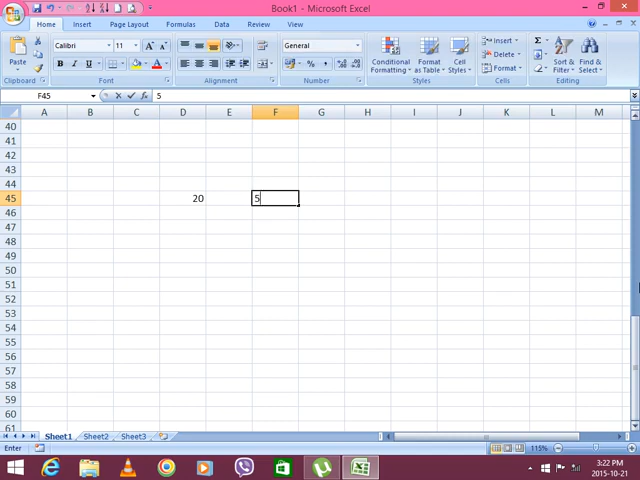 Book1 - Microsoft Excel
Home Insert Page Layout Formulas Data Review View
Paste
Calibri 11
General
Conditional Formatting
Format as Table
Cell Styles
Insert
Delete
Format
Sort & Filter
Find & Select
Clipboard Font Alignment Number Styles Cells Editing
F45 fx 5
A B C D E F G H I J K L M
40
41
42
43
44
45 20 5
46
47
48
49
50
51
52
53
54
55
56
57
58
59
60
61
Sheet1 Sheet2 Sheet3
Enter 115%
3:22 PM
2015-10-21